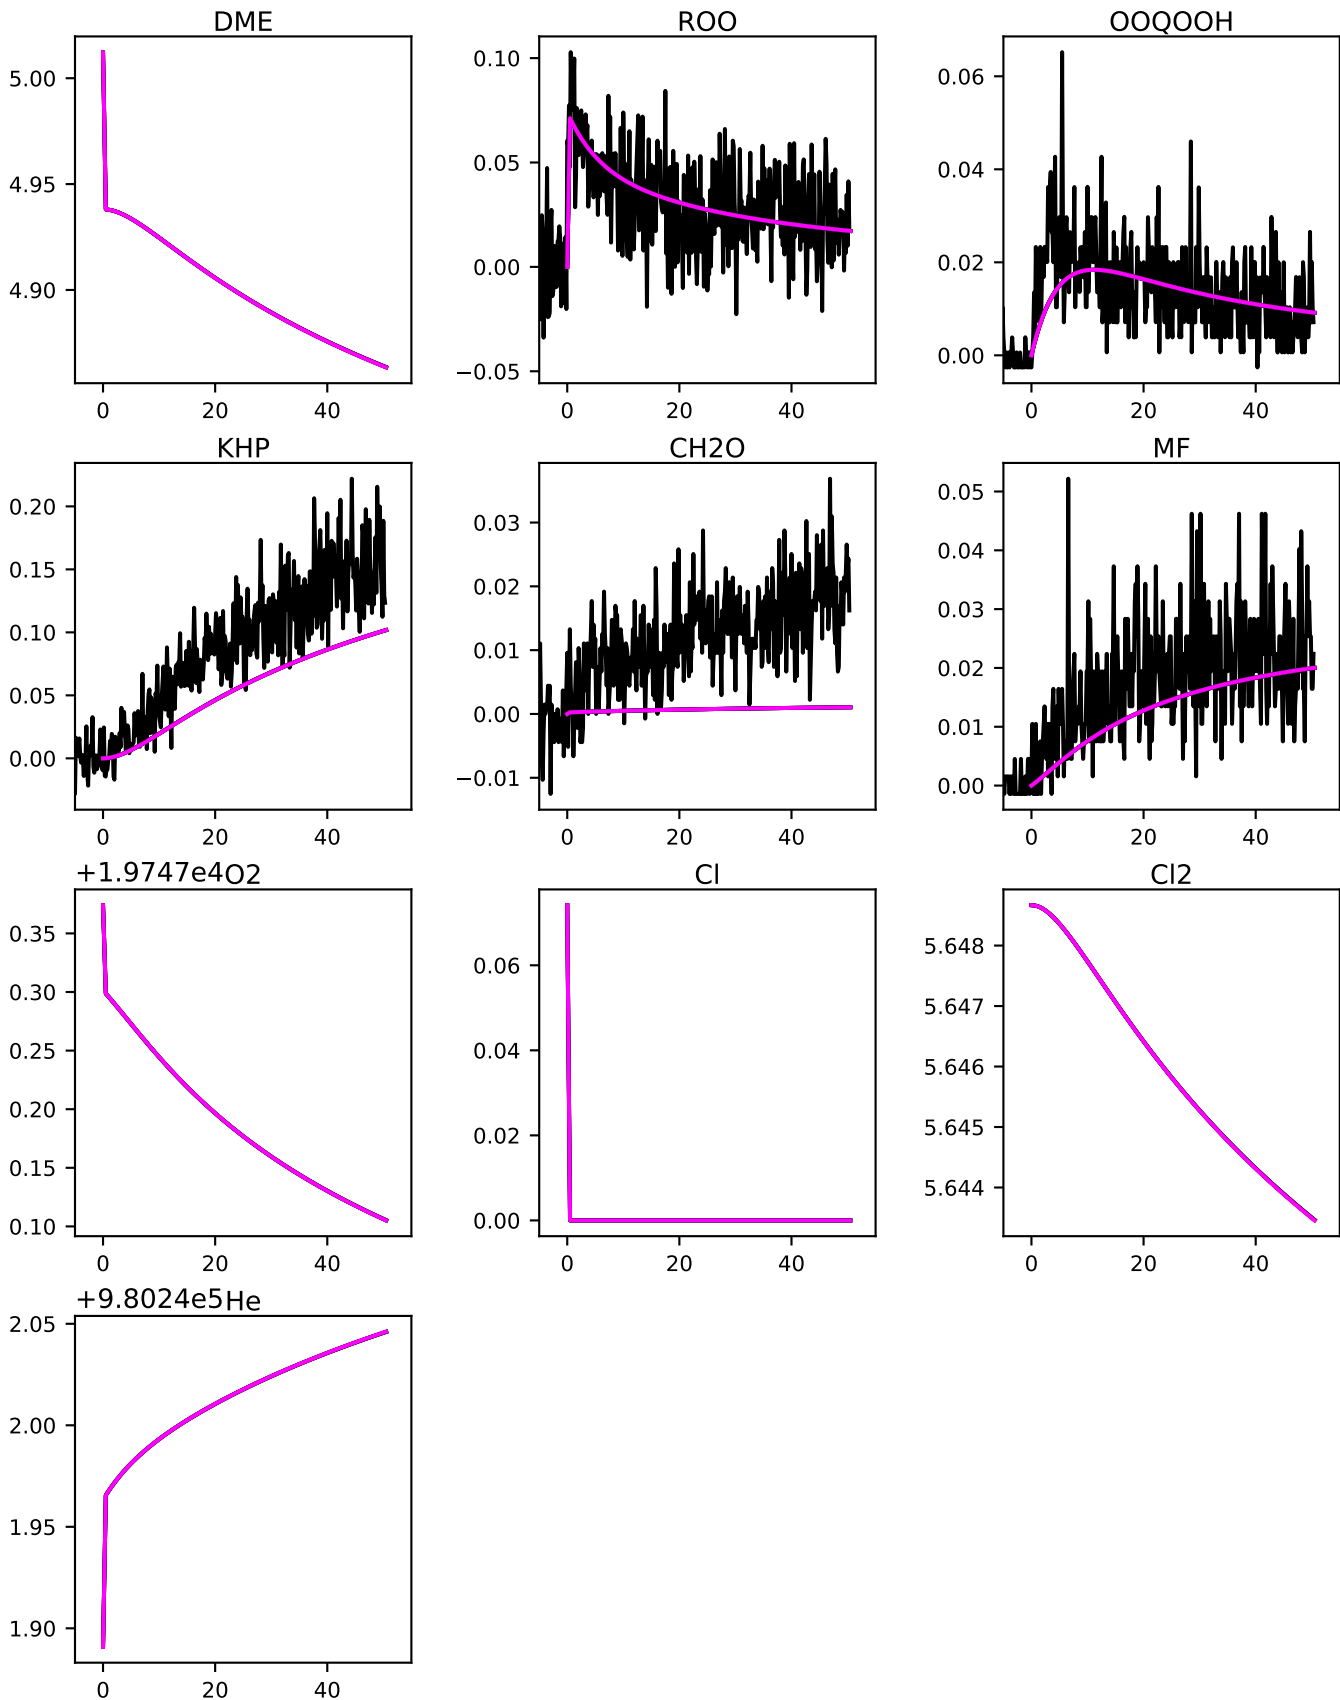 DME ROO OOQOOH
5.00 0.10 0.06
4.95 0.05 0.04
4.90 0.00 0.02
−0.05 0.00
0 20 40 0 20 40 0 20 40
KHP CH2O MF
0.20 0.03 0.05
0.15 0.02 0.04
0.10 0.01 0.03
0.05 0.00 0.02
0.00 −0.01 0.01
0.00
0 20 40 0 20 40 0 20 40
+1.9747e4 O2 Cl Cl2
0.35 0.06 5.648
0.30 0.04 5.647
0.25 0.02 5.646
0.20 0.00 5.645
0.15 5.644
0.10
0 20 40 0 20 40 0 20 40
+9.8024e5 He
2.05
2.00
1.95
1.90
0 20 40